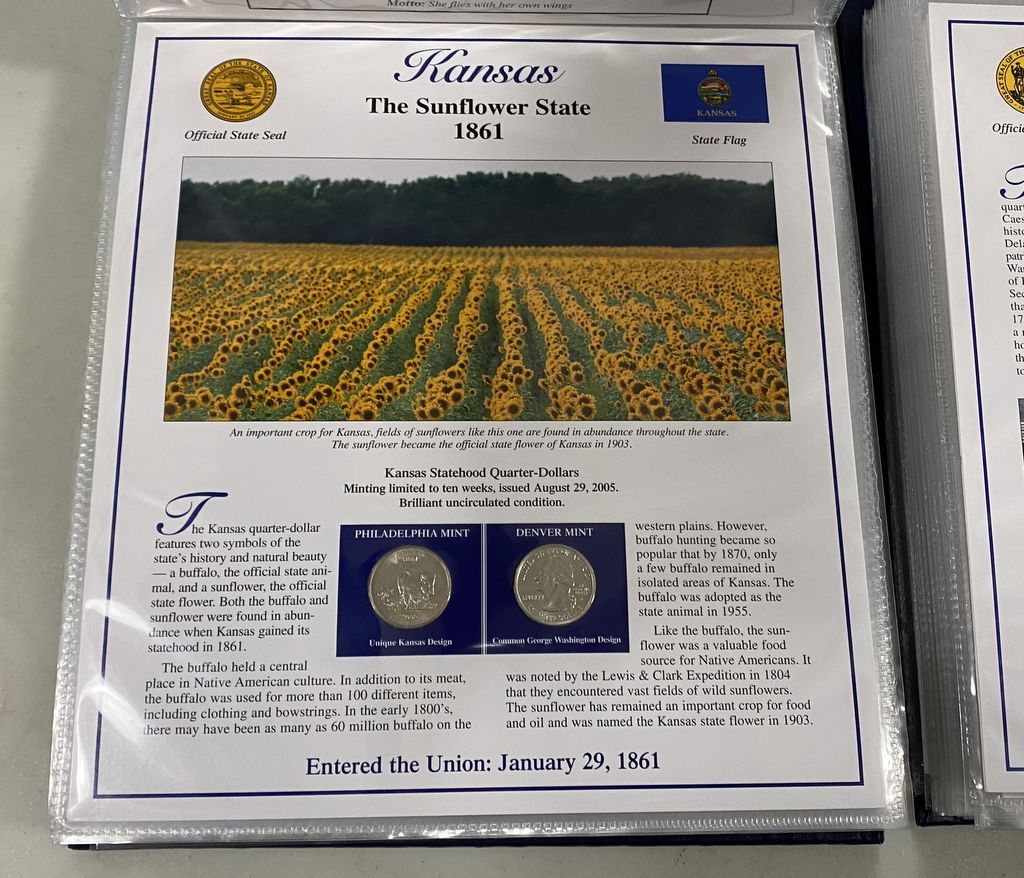 Motto: She flies with her own wings
Kansas
The Sunflower State
1861
Official State Seal
KANSAS
State Flag
An important crop for Kansas, fields of sunflowers like this one are found in abundance throughout the state.
The sunflower became the official state flower of Kansas in 1903.
Kansas Statehood Quarter-Dollars
Minting limited to ten weeks, issued August 29, 2005.
Brilliant uncirculated condition.
The Kansas quarter-dollar
features two symbols of the
state's history and natural beauty
— a buffalo, the official state ani-
mal, and a sunflower, the official
state flower. Both the buffalo and
sunflower were found in abun-
dance when Kansas gained its
statehood in 1861.
The buffalo held a central
place in Native American culture. In addition to its meat,
the buffalo was used for more than 100 different items,
including clothing and bowstrings. In the early 1800's,
there may have been as many as 60 million buffalo on the
PHILADELPHIA MINT
Unique Kansas Design
DENVER MINT
LIBERTY
Common George Washington Design
western plains. However,
buffalo hunting became so
popular that by 1870, only
a few buffalo remained in
isolated areas of Kansas. The
buffalo was adopted as the
state animal in 1955.
Like the buffalo, the sun-
flower was a valuable food
source for Native Americans. It
was noted by the Lewis & Clark Expedition in 1804
that they encountered vast fields of wild sunflowers.
The sunflower has remained an important crop for food
and oil and was named the Kansas state flower in 1903.
Entered the Union: January 29, 1861